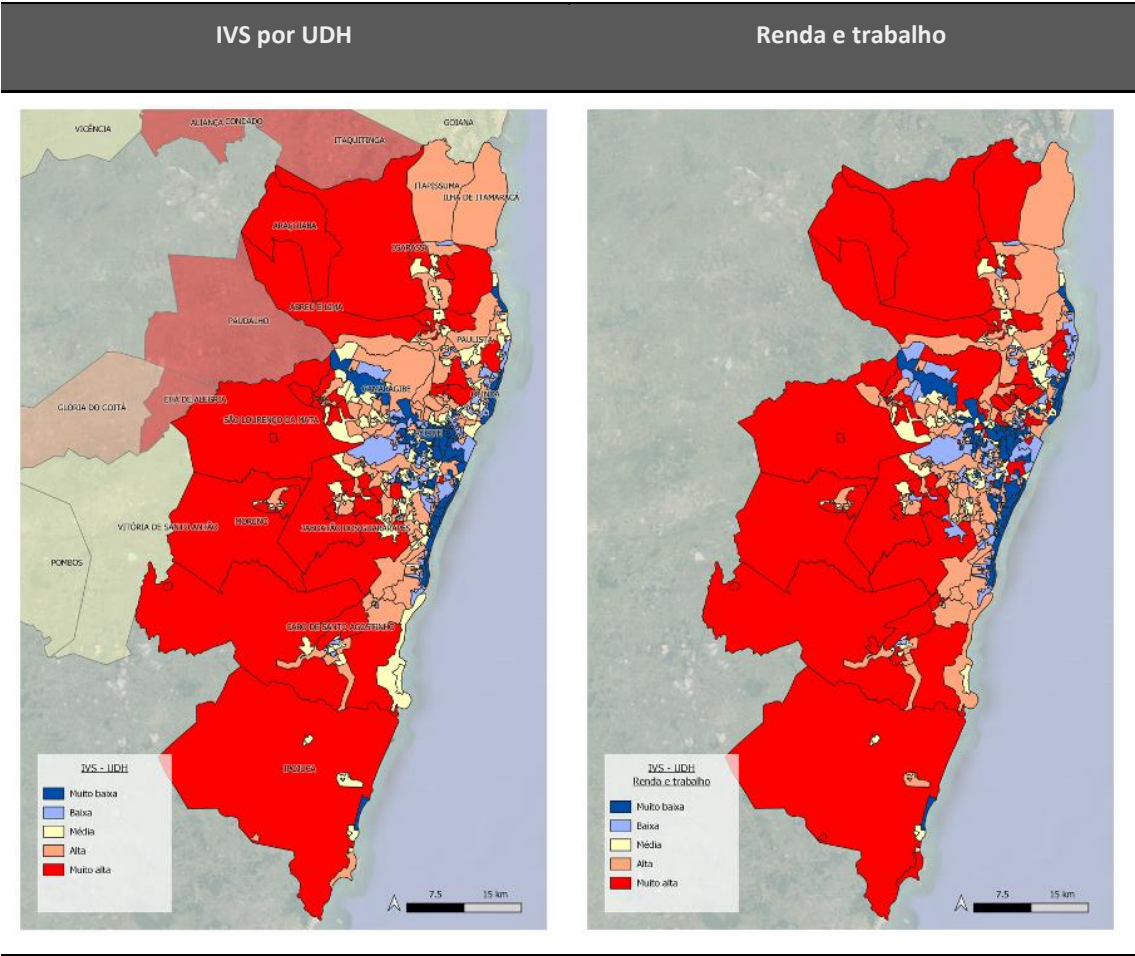 IVS por UDH
Renda e trabalho
VICÊNCIA
ALIANÇA
CONDADO
GOIANA
ITAQUITINGA
ITAPISSUMA
ILHA DE ITAMARACÁ
ARAÇOIABA
IGARASSU
ABREU E LIMA
PAUDALHO
PAULISTA
CAMARAGIBE
OLINDA
GLÓRIA DO GOITÁ
CHÃ DE ALEGRIA
SÃO LOURENÇO DA MATA
VITÓRIA DE SANTO ANTÃO
MORENO
JABOATÃO DOS GUARARAPES
POMBOS
CABO DE SANTO AGOSTINHO
IPOJUCA
IVS - UDH
Muito baixa
Baixa
Média
Alta
Muito alta
7.5 15 km
IVS - UDH
Renda e trabalho
Muito baixa
Baixa
Média
Alta
Muito alta
7.5 15 km